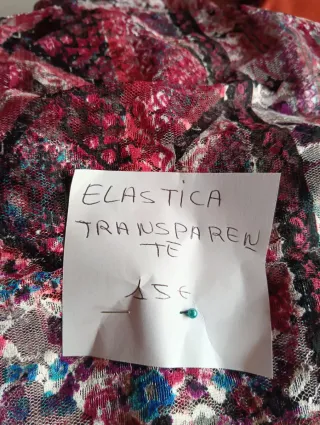 ELASTICA
TRANSPAREN
TE
15€